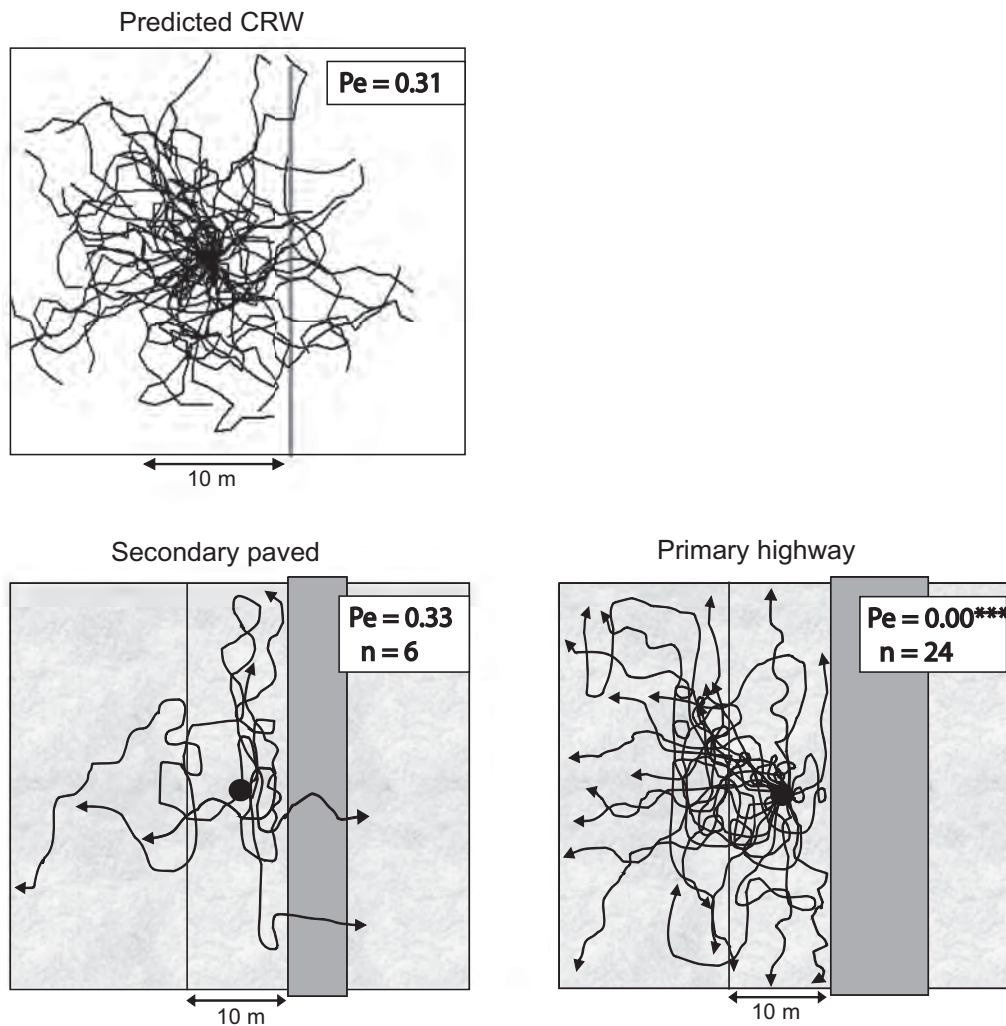 Predicted CRW
Pe = 0.31
10 m
Secondary paved
Pe = 0.33
n = 6
10 m
Primary highway
Pe = 0.00***
n = 24
10 m